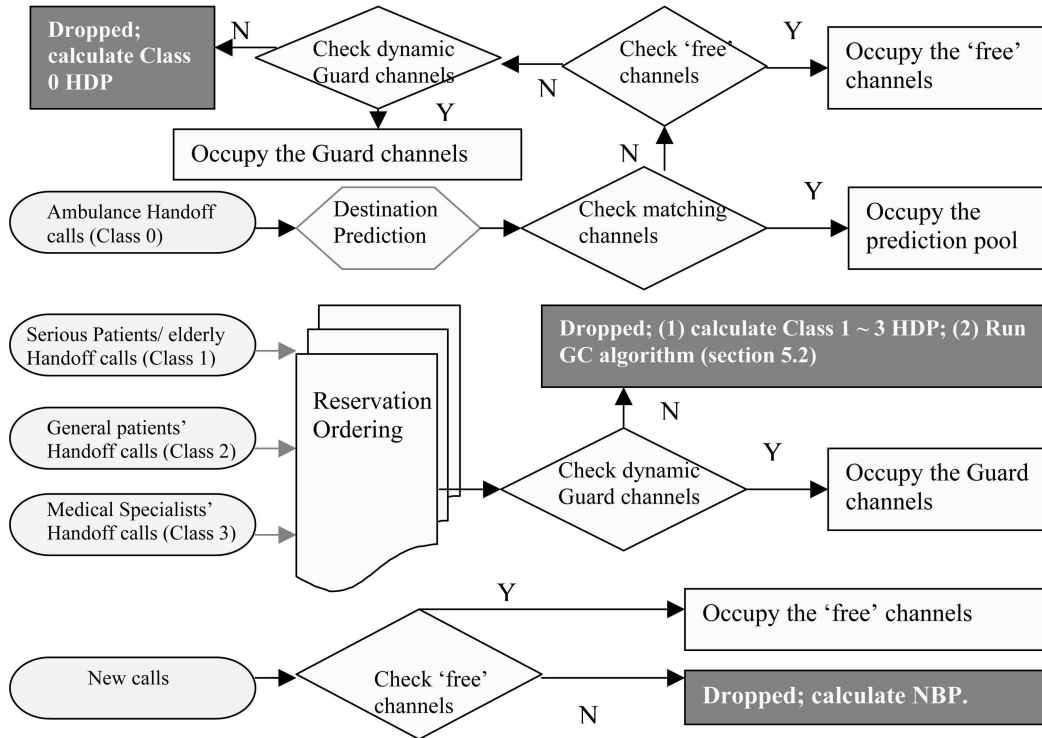 Dropped;
calculate Class
0 HDP
N
Check dynamic
Guard channels
Y
N
Check ‘free’
channels
Y
Occupy the ‘free’
channels
Occupy the Guard channels
N
Ambulance Handoff
calls (Class 0)
Destination
Prediction
Check matching
channels
Y
Occupy the
prediction pool
Serious Patients/ elderly
Handoff calls (Class 1)
General patients’
Handoff calls (Class 2)
Medical Specialists’
Handoff calls (Class 3)
Reservation
Ordering
Dropped; (1) calculate Class 1 ~ 3 HDP; (2) Run
GC algorithm (section 5.2)
N
Check dynamic
Guard channels
Y
Occupy the Guard
channels
New calls
Check ‘free’
channels
Y
Occupy the ‘free’ channels
N
Dropped; calculate NBP.